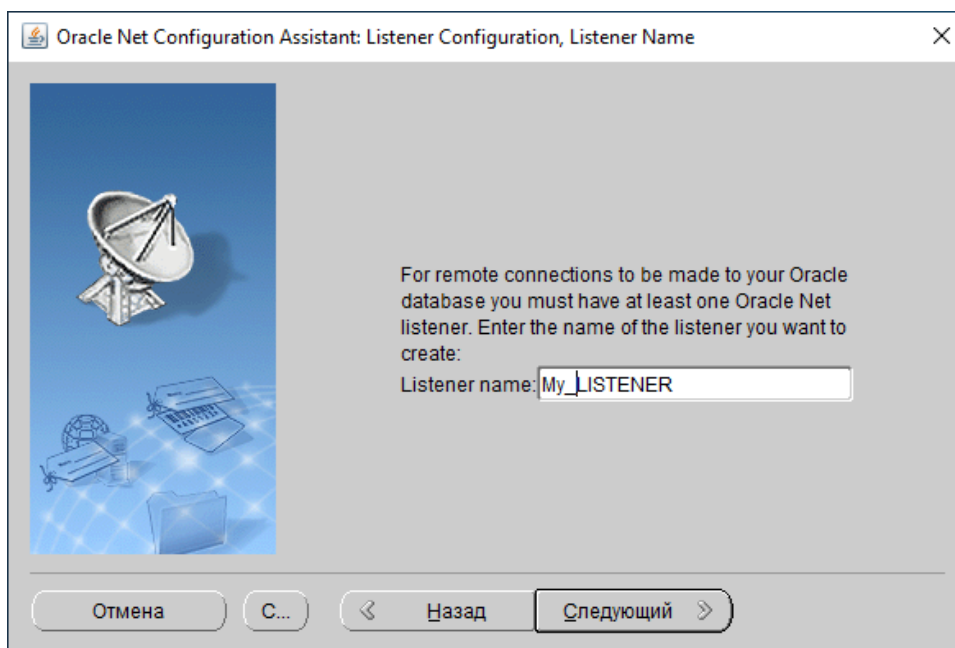 Oracle Net Configuration Assistant: Listener Configuration, Listener Name
For remote connections to be made to your Oracle
database you must have at least one Oracle Net
listener. Enter the name of the listener you want to
create:
Listener name: My_LISTENER
Отмена С... Назад Следующий